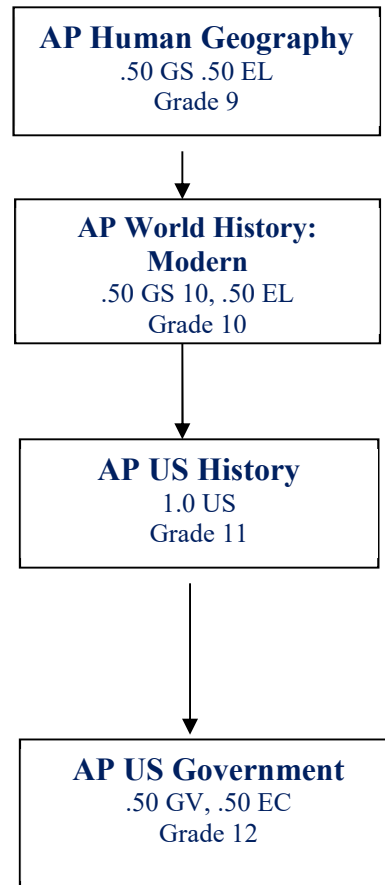 AP Human Geography
.50 GS .50 EL
Grade 9
AP World History:
Modern
.50 GS 10, .50 EL
Grade 10
AP US History
1.0 US
Grade 11
AP US Government
.50 GV, .50 EC
Grade 12